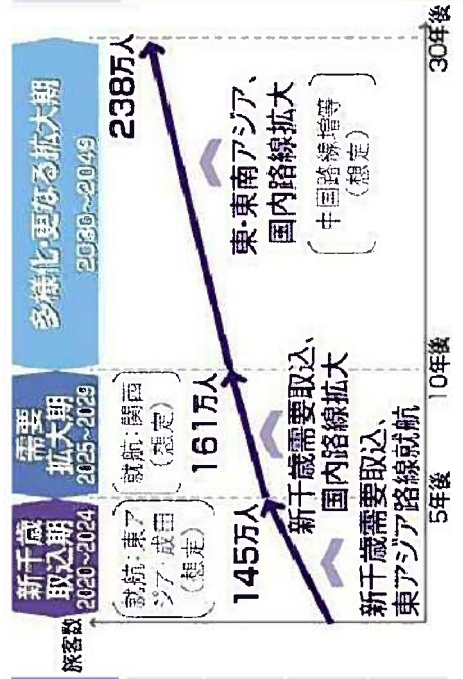 新千歳
取込期
2020~2024
需要
拡大期
2025~2029
多様化・更なる拡大期
2030~2049
旅客数
就航:東ア
ジア・成田
(想定)
就航:関西
(想定)
145万人
161万人
238万人
新千歳需要取込、
東アジア路線就航
新千歳需要取込、
国内路線拡大
東・東南アジア、
国内路線拡大
中国路線増等
(想定)
5年後
10年後
30年後